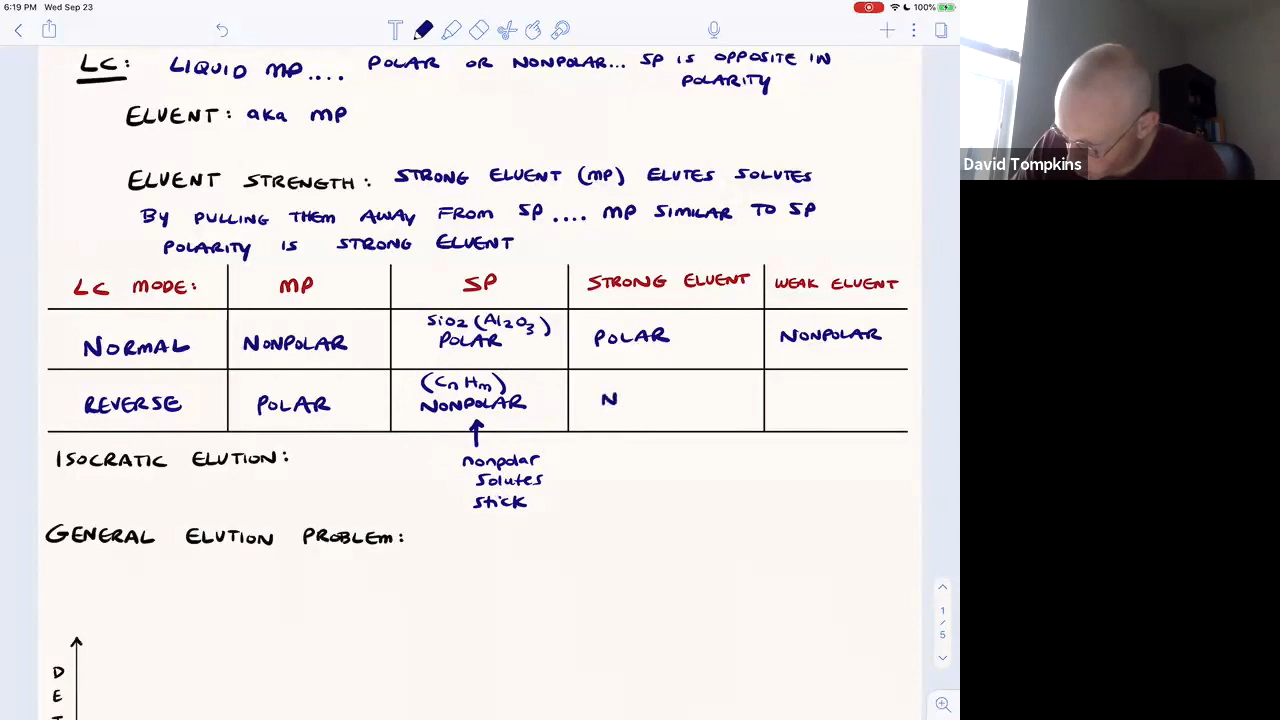 6:19 PM Wed Sep 23
100%
LC: LIQUID MP.... POLAR OR NONPOLAR... SP IS OPPOSITE IN
POLARITY
ELUENT: aka MP
ELUENT STRENGTH: STRONG ELUENT (MP) ELUTES SOLUTES
BY PULLING THEM AWAY FROM SP .... MP SIMILAR TO SP
POLARITY IS STRONG ELUENT
LC MODE: MP SP STRONG ELUENT WEAK ELUENT
SiO2 (Al2O3)
NORMAL NONPOLAR POLAR POLAR NONPOLAR
(CnHm)
REVERSE POLAR NONPOLAR N
ISOCRATIC ELUTION:
nonpolar
solutes
stick
GENERAL ELUTION PROBLEM:
D
E
T
1
/
5
David Tompkins